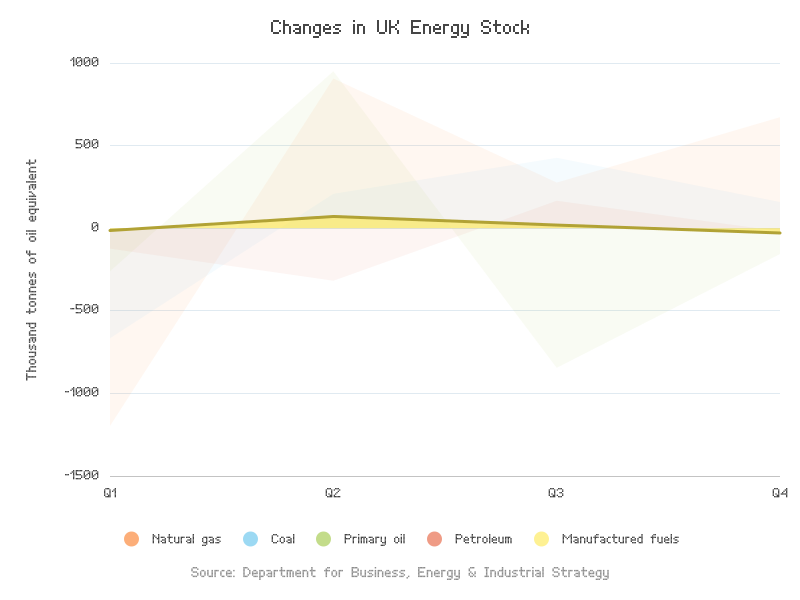 Changes in UK Energy Stock
Thousand tonnes of oil equivalent
1000
500
0
-500
-1000
-1500
Q1 Q2 Q3 Q4
Natural gas Coal Primary oil Petroleum Manufactured fuels
Source: Department for Business, Energy & Industrial Strategy